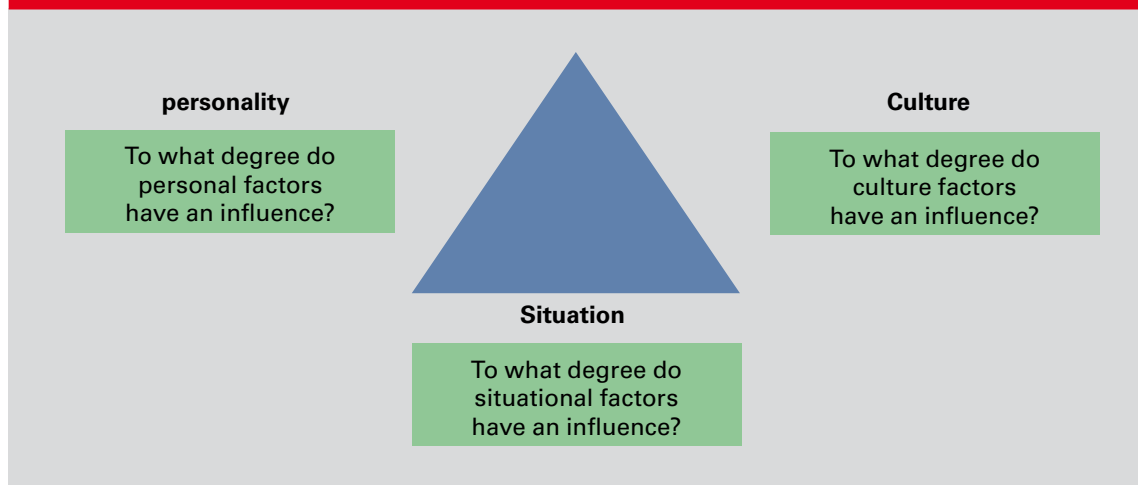 personality
To what degree do
personal factors
have an influence?
Culture
To what degree do
culture factors
have an influence?
Situation
To what degree do
situational factors
have an influence?